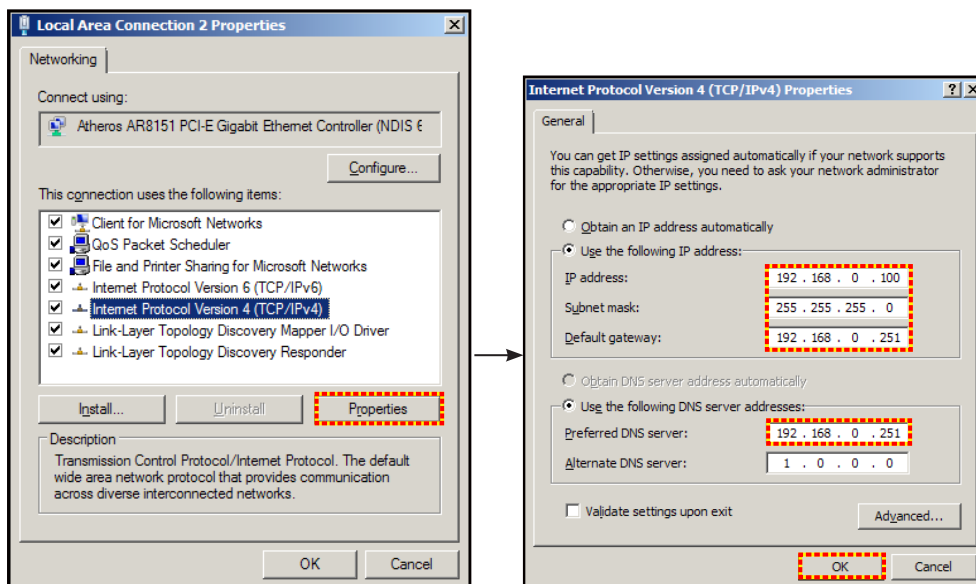 Local Area Connection 2 Properties
Networking
Connect using:
Atheros AR8151 PCI-E Gigabit Ethernet Controller (NDIS 6
Configure...
This connection uses the following items:
Client for Microsoft Networks
QoS Packet Scheduler
File and Printer Sharing for Microsoft Networks
Internet Protocol Version 6 (TCP/IPv6)
Internet Protocol Version 4 (TCP/IPv4)
Link-Layer Topology Discovery Mapper I/O Driver
Link-Layer Topology Discovery Responder
Install...
Uninstall
Properties
Description
Transmission Control Protocol/Internet Protocol. The default
wide area network protocol that provides communication
across diverse interconnected networks.
OK
Cancel
Internet Protocol Version 4 (TCP/IPv4) Properties
General
You can get IP settings assigned automatically if your network supports
this capability. Otherwise, you need to ask your network administrator
for the appropriate IP settings.
Obtain an IP address automatically
Use the following IP address:
IP address: 192 . 168 . 0 . 100
Subnet mask: 255 . 255 . 255 . 0
Default gateway: 192 . 168 . 0 . 251
Obtain DNS server address automatically
Use the following DNS server addresses:
Preferred DNS server: 192 . 168 . 0 . 251
Alternate DNS server: 1 . 0 . 0 . 0
Validate settings upon exit
Advanced...
OK
Cancel